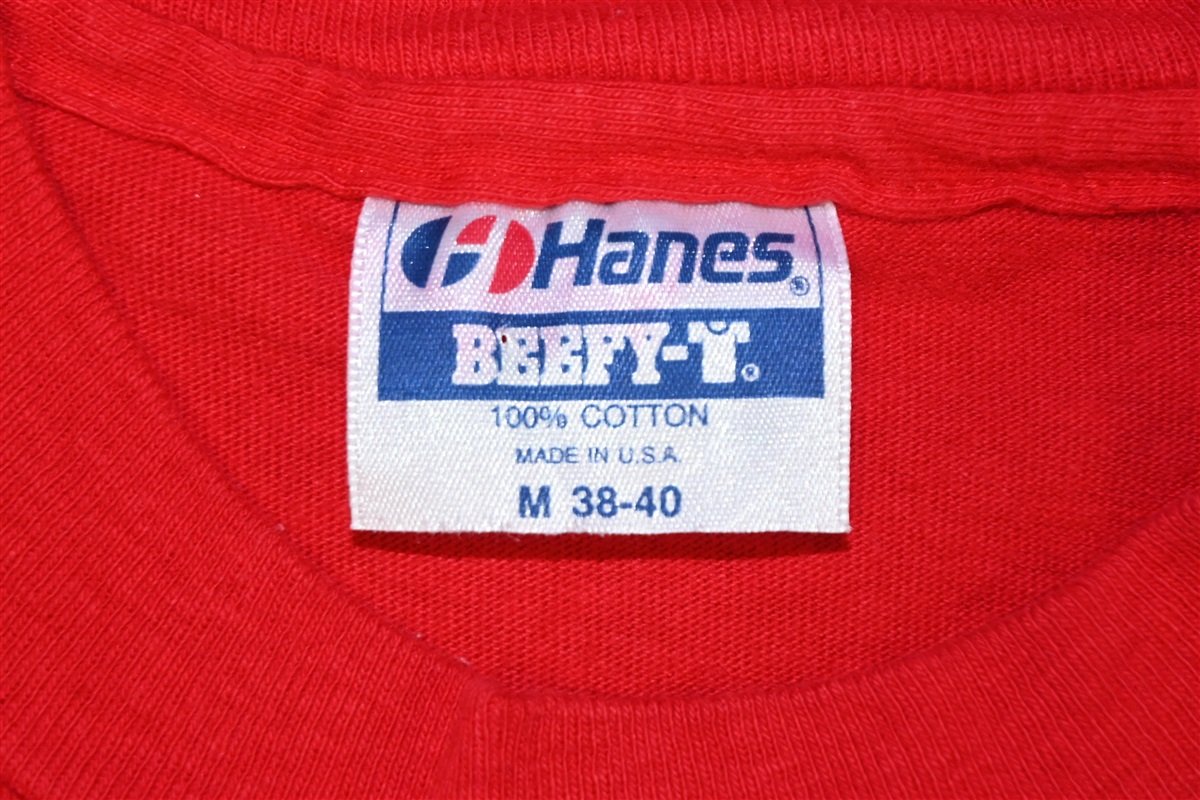 Hanes®
BEEFY-T®
100% COTTON
MADE IN U.S.A.
M 38-40